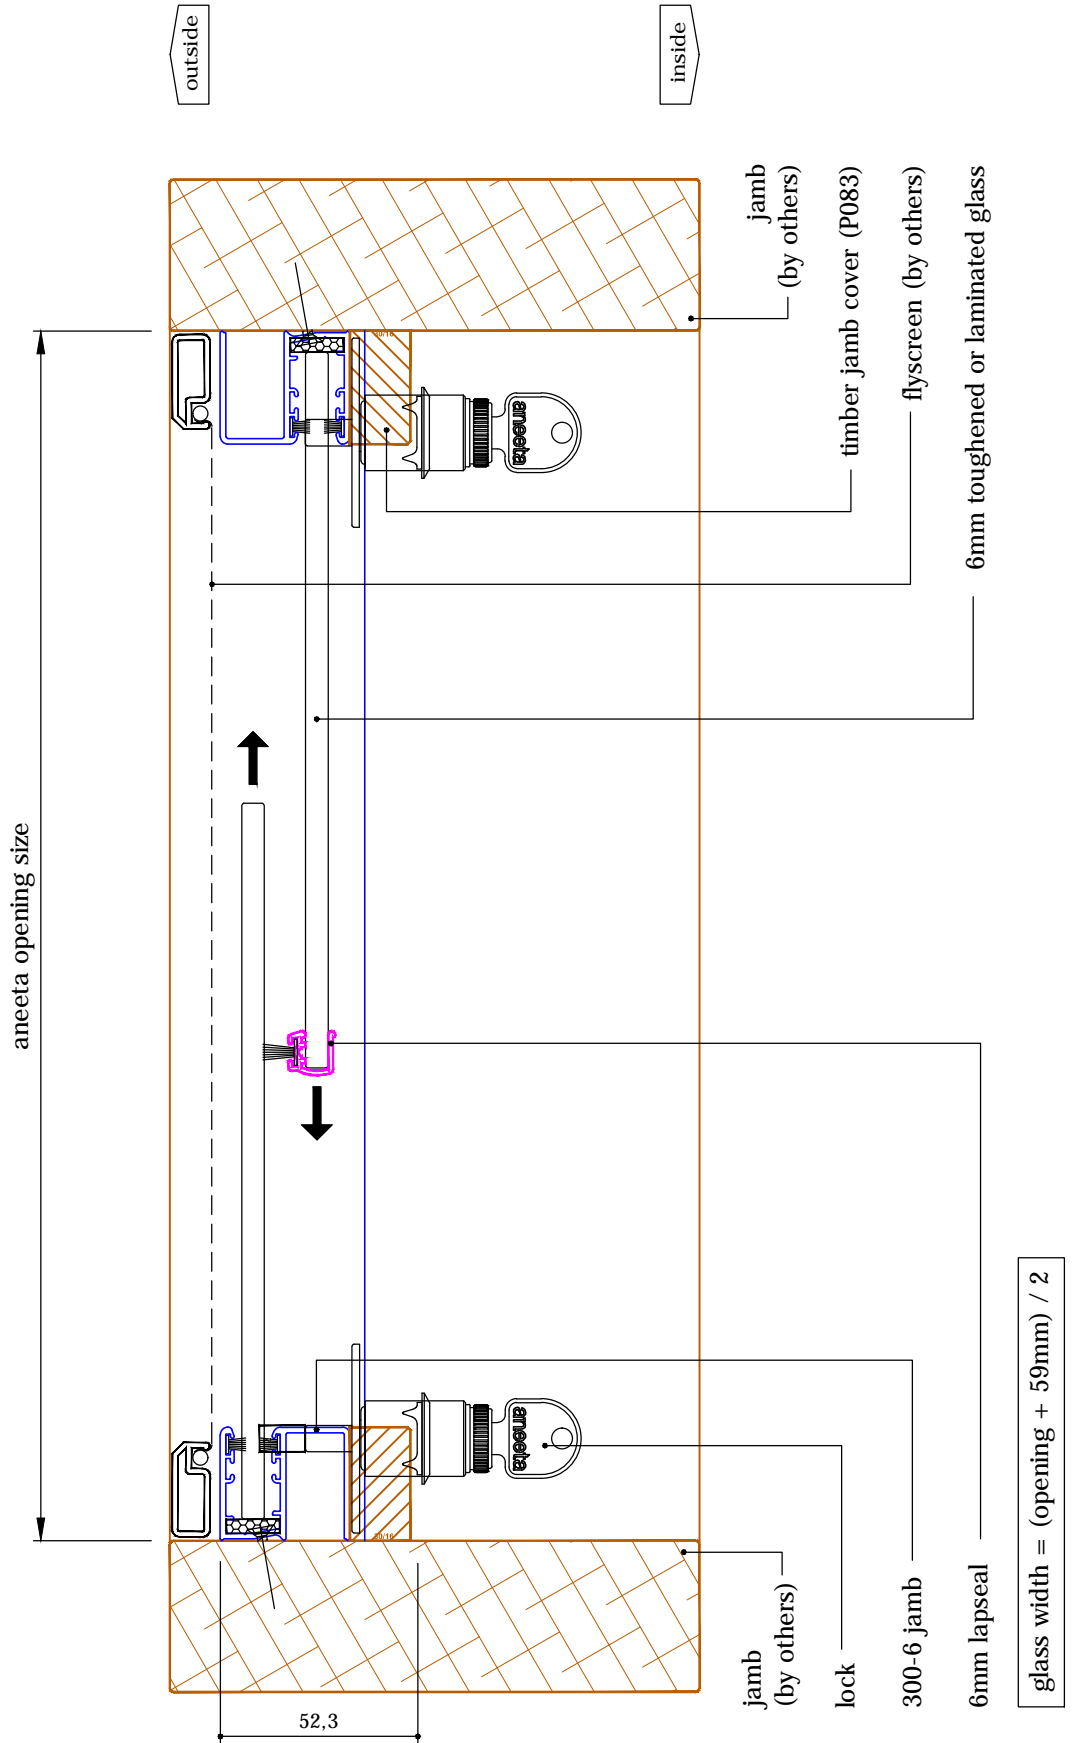 outside
inside
aneeta opening size
jamb
(by others)
timber jamb cover (P083)
flyscreen (by others)
6mm toughened or laminated glass
aneeta
aneeta
jamb
(by others)
lock
300-6 jamb
6mm lapseal
glass width = (opening + 59mm) / 2
52,3